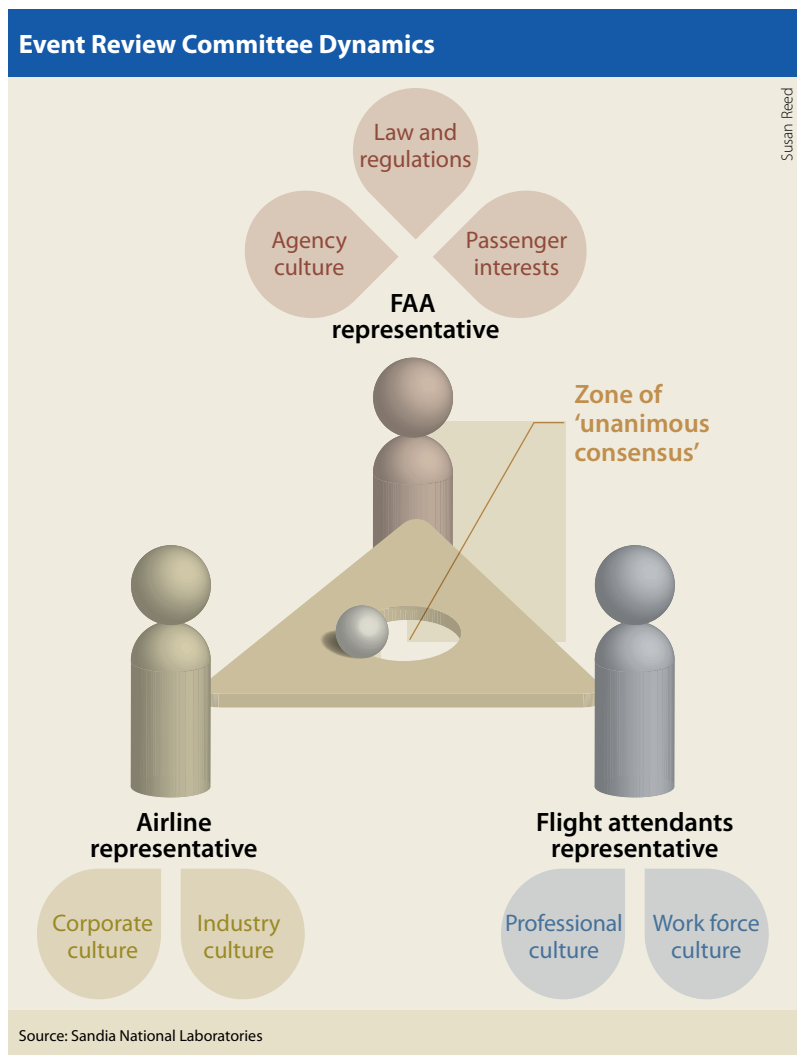 Event Review Committee Dynamics
Susan Reed
Law and
regulations
Agency
culture
Passenger
interests
FAA
representative
Zone of
‘unanimous
consensus’
Airline
representative
Flight attendants
representative
Corporate
culture
Industry
culture
Professional
culture
Work force
culture
Source: Sandia National Laboratories